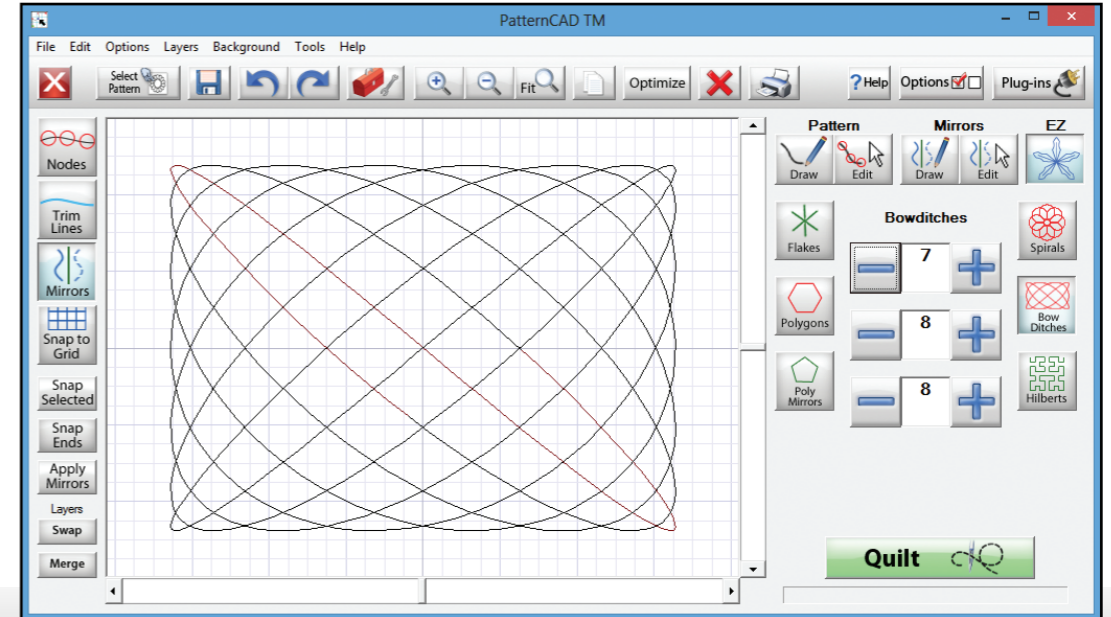 PatternCAD TM
File Edit Options Layers Background Tools Help
Select
Pattern
Fit
Optimize
? Help
Options
Plug-ins
Nodes
Trim
Lines
Mirrors
Snap to
Grid
Snap
Selected
Snap
Ends
Apply
Mirrors
Layers
Swap
Merge
Pattern Mirrors EZ
Draw Edit Draw Edit
Flakes
Polygons
Poly
Mirrors
Bowditches
7
8
8
Spirals
Bow
Ditches
Hilberts
Quilt